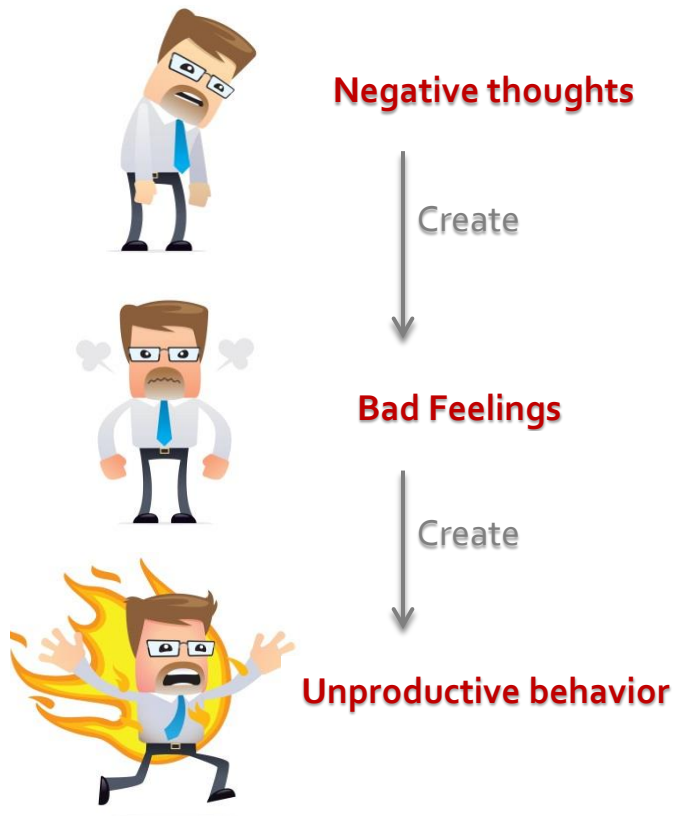 Negative thoughts
Create
Bad Feelings
Create
Unproductive behavior